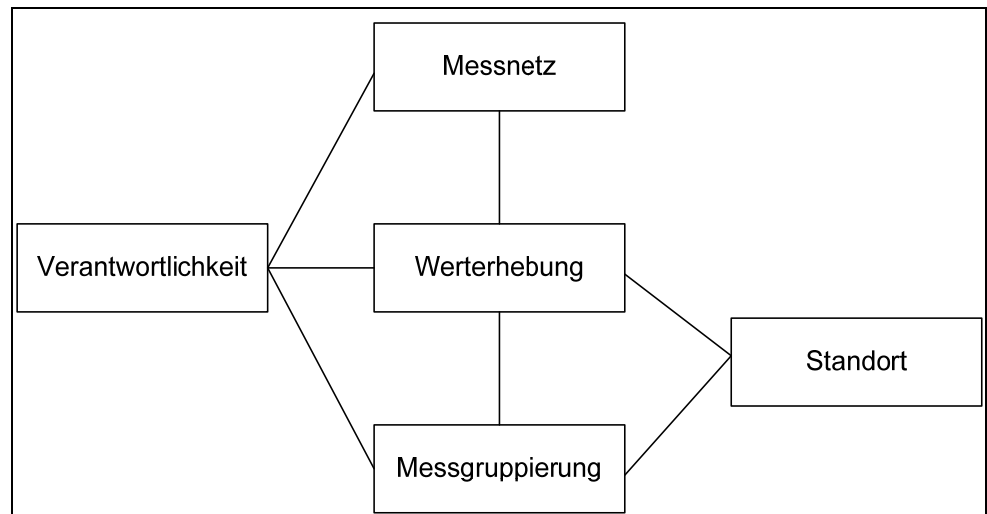 Messnetz
Verantwortlichkeit
Werterhebung
Standort
Messgruppierung